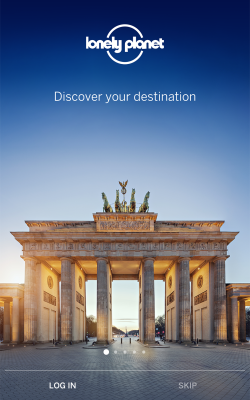 lonely planet
Discover your destination
LOG IN
SKIP